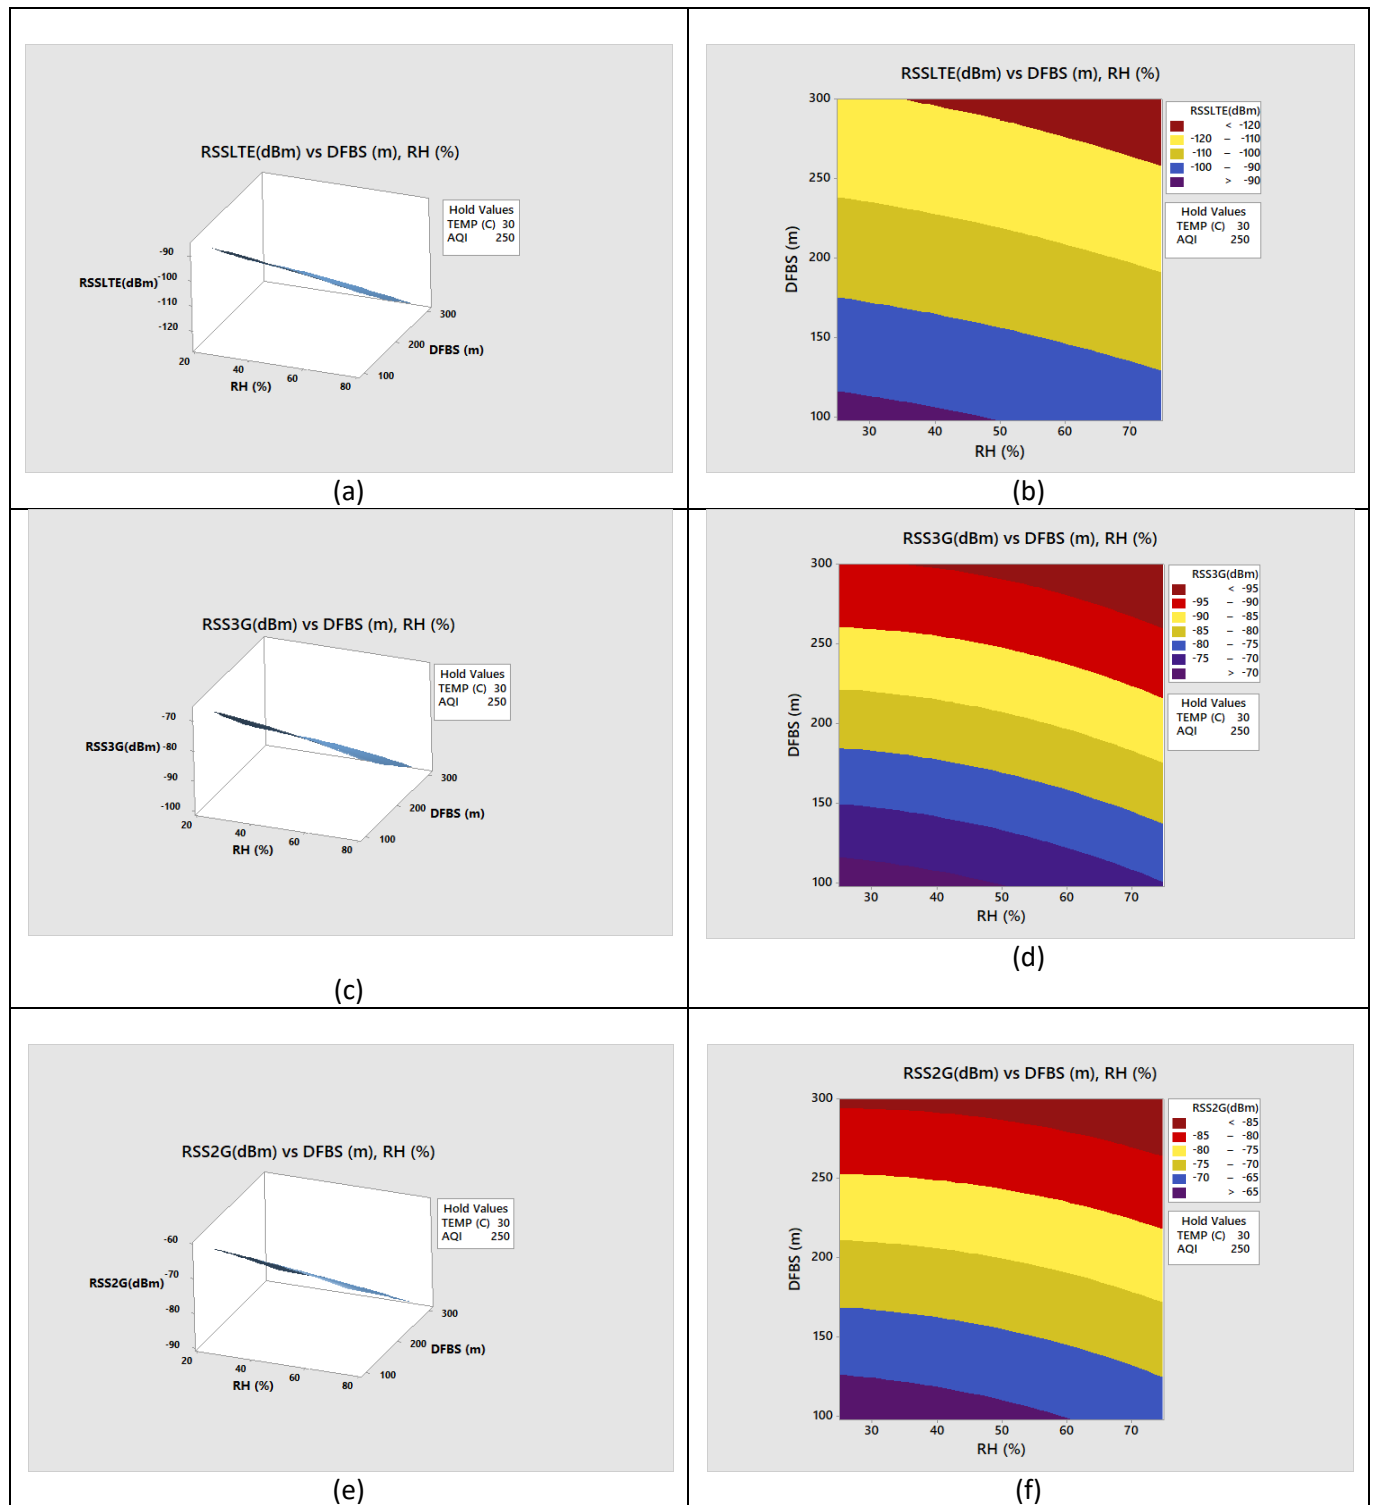 RSSLTE(dBm) vs DFBS (m), RH (%)
Hold Values
TEMP (C) 30
AQI 250
-90
-100
-110
-120
RSSLTE(dBm)
20
40
60
80
RH (%)
100
200
300
DFBS (m)
(a)
RSSLTE(dBm) vs DFBS (m), RH (%)
300
250
200
150
100
DFBS (m)
30 40 50 60 70
RH (%)
RSSLTE(dBm)
< -120
-120 – -110
-110 – -100
-100 – -90
> -90
Hold Values
TEMP (C) 30
AQI 250
(b)
RSS3G(dBm) vs DFBS (m), RH (%)
Hold Values
TEMP (C) 30
AQI 250
-70
-80
-90
-100
RSS3G(dBm)
20
40
60
80
RH (%)
100
200
300
DFBS (m)
(c)
RSS3G(dBm) vs DFBS (m), RH (%)
300
250
200
150
100
DFBS (m)
30 40 50 60 70
RH (%)
RSS3G(dBm)
< -95
-95 – -90
-90 – -85
-85 – -80
-80 – -75
-75 – -70
> -70
Hold Values
TEMP (C) 30
AQI 250
(d)
RSS2G(dBm) vs DFBS (m), RH (%)
Hold Values
TEMP (C) 30
AQI 250
-60
-70
-80
-90
RSS2G(dBm)
20
40
60
80
RH (%)
100
200
300
DFBS (m)
(e)
RSS2G(dBm) vs DFBS (m), RH (%)
300
250
200
150
100
DFBS (m)
30 40 50 60 70
RH (%)
RSS2G(dBm)
< -85
-85 – -80
-80 – -75
-75 – -70
-70 – -65
> -65
Hold Values
TEMP (C) 30
AQI 250
(f)